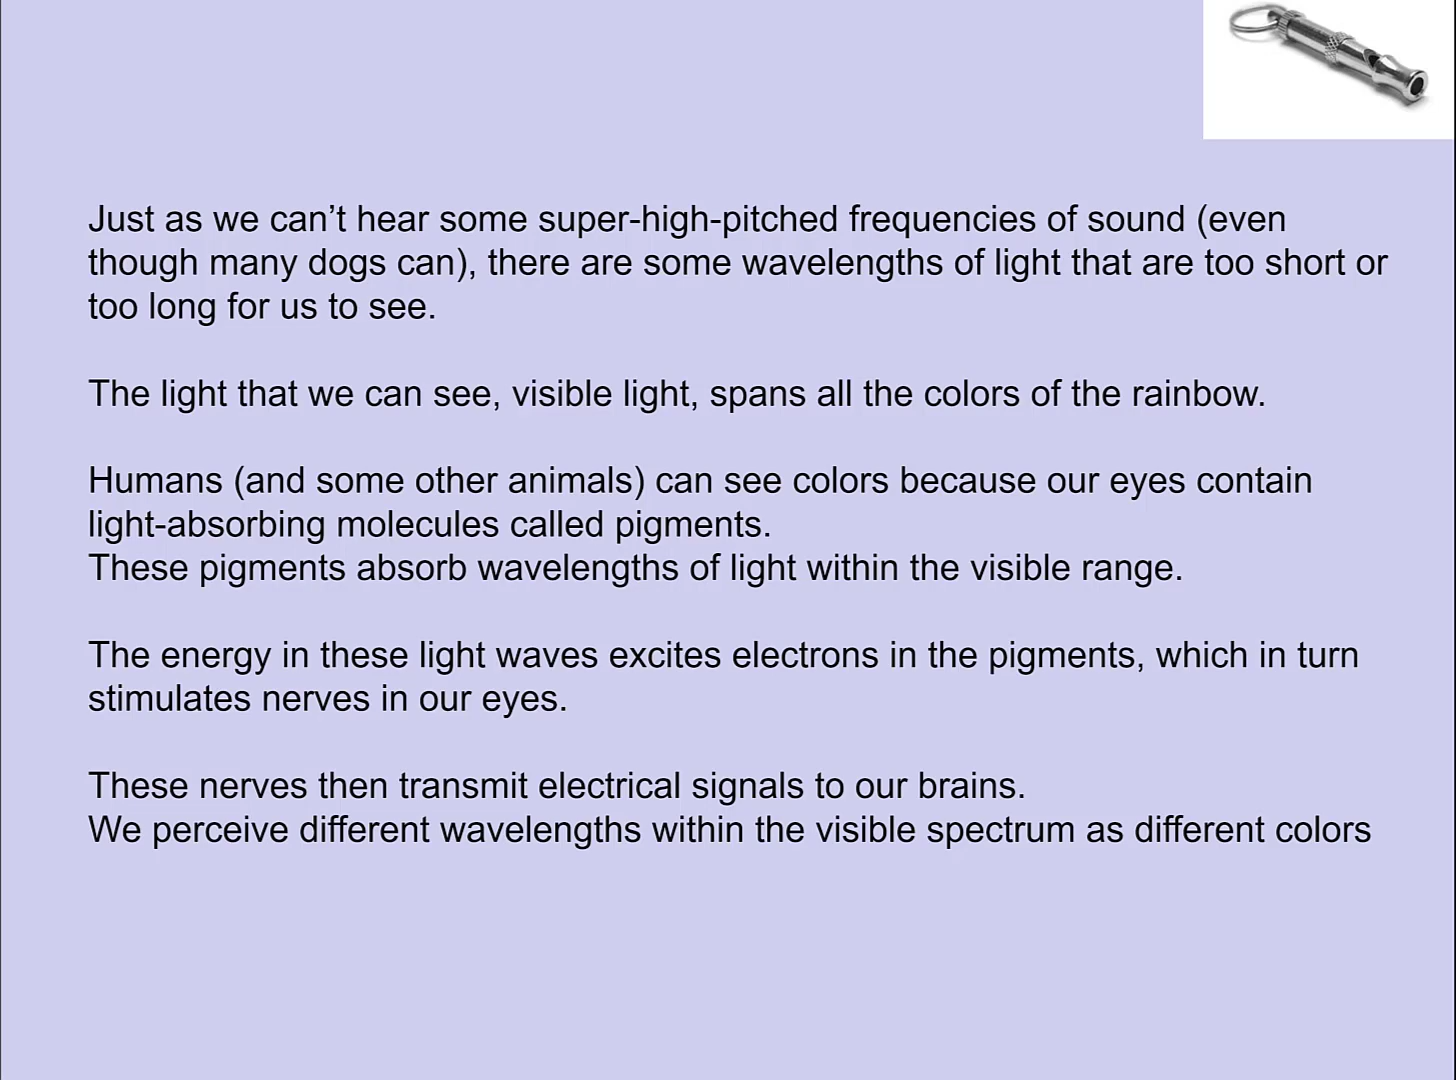 Just as we can’t hear some super-high-pitched frequencies of sound (even
though many dogs can), there are some wavelengths of light that are too short or
too long for us to see.
The light that we can see, visible light, spans all the colors of the rainbow.
Humans (and some other animals) can see colors because our eyes contain
light-absorbing molecules called pigments.
These pigments absorb wavelengths of light within the visible range.
The energy in these light waves excites electrons in the pigments, which in turn
stimulates nerves in our eyes.
These nerves then transmit electrical signals to our brains.
We perceive different wavelengths within the visible spectrum as different colors